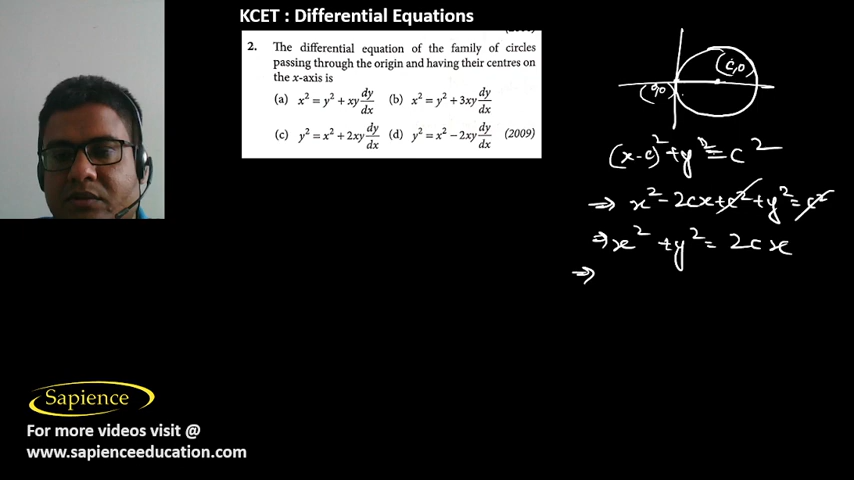 KCET : Differential Equations
2. The differential equation of the family of circles
passing through the origin and having their centres on
the x-axis is
(a) x² = y² + xy dy/dx (b) x² = y² + 3xy dy/dx
(c) y² = x² + 2xy dy/dx (d) y² = x² − 2xy dy/dx (2009)
(c,0)
(0,0)
(x-c)² + y² = c²
⇒ x² - 2cx + c² + y² = c²
⇒ x² + y² = 2cx
⇒
Sapience
For more videos visit @
www.sapienceeducation.com